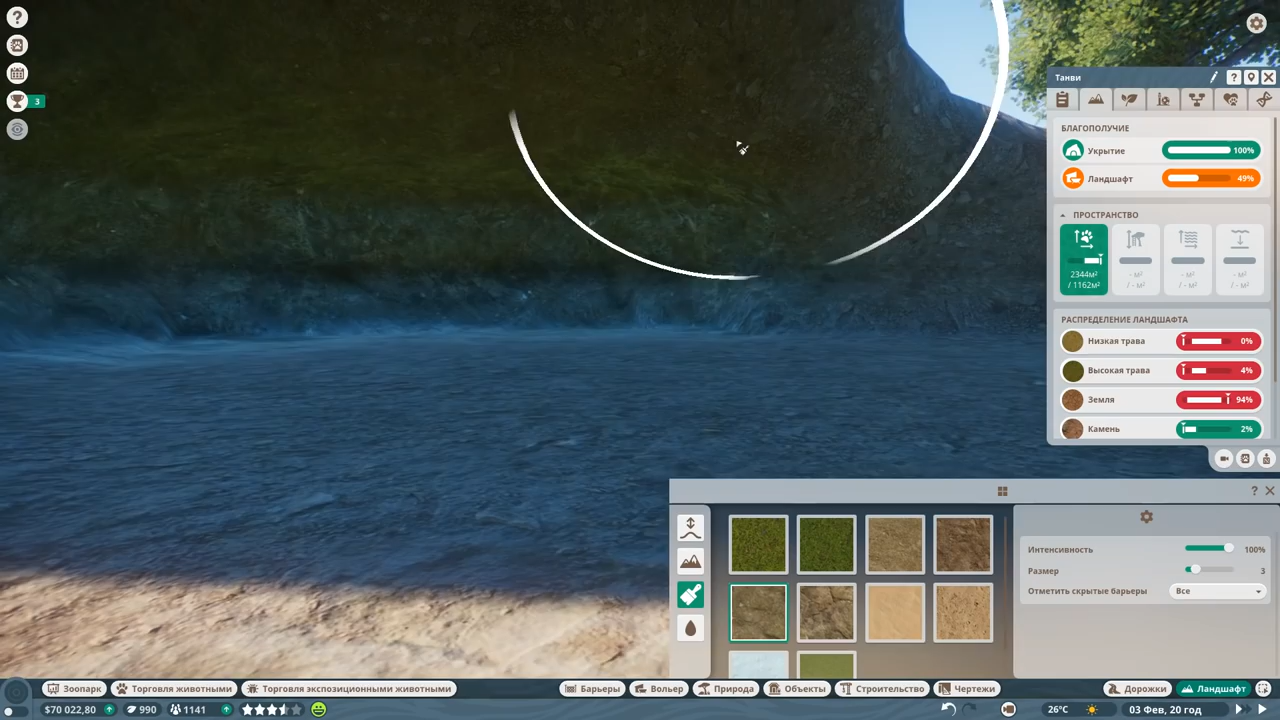 3
Танви
?
БЛАГОПОЛУЧИЕ
Укрытие 100%
Ландшафт 49%
ПРОСТРАНСТВО
2344м² / 1162м²
- м² / - м²
- м² / - м²
- м² / - м²
РАСПРЕДЕЛЕНИЕ ЛАНДШАФТА
Низкая трава 0%
Высокая трава 4%
Земля 94%
Камень 2%
?
Интенсивность 100%
Размер 3
Отметить скрытые барьеры Все
Зоопарк Торговля животными Торговля экспозиционными животными Барьеры Вольер Природа Объекты Строительство Чертежи Дорожки Ландшафт
$70 022,80 990 1141 26°C 03 Фев, 20 год